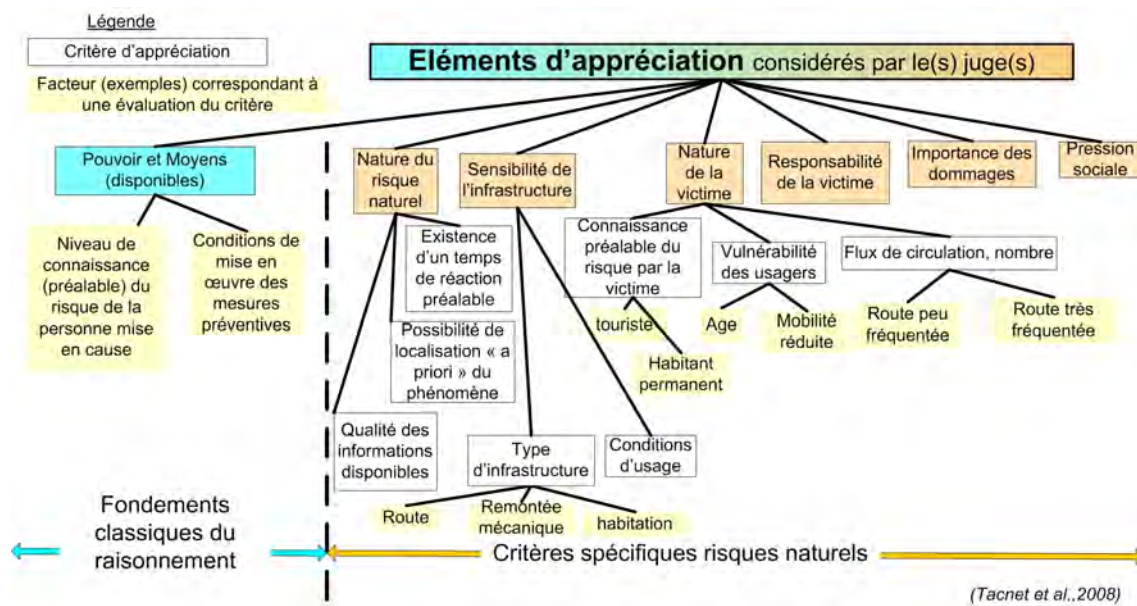 Légende
Critère d'appréciation
Facteur (exemples) correspondant à
une évaluation du critère
Eléments d'appréciation considérés par le(s) juge(s)
Pouvoir et Moyens
(disponibles)
Nature du
risque
naturel
Sensibilité de
l'infrastructure
Nature
de la
victime
Responsabilité
de la victime
Importance des
dommages
Pression
sociale
Niveau de
connaissance
(préalable) du
risque de la
personne mise
en cause
Conditions de
mise en
œuvre des
mesures
préventives
Existence
d'un temps
de réaction
préalable
Possibilité de
localisation « a
priori » du
phénomène
Qualité des
informations
disponibles
Type
d'infrastructure
Conditions
d'usage
Route
Remontée
mécanique
habitation
Connaissance
préalable du
risque par la
victime
touriste
Habitant
permanent
Vulnérabilité
des usagers
Age
Mobilité
réduite
Flux de circulation, nombre
Route peu
fréquentée
Route très
fréquentée
Fondements
classiques du
raisonnement
Critères spécifiques risques naturels
(Tacnet et al.,2008)